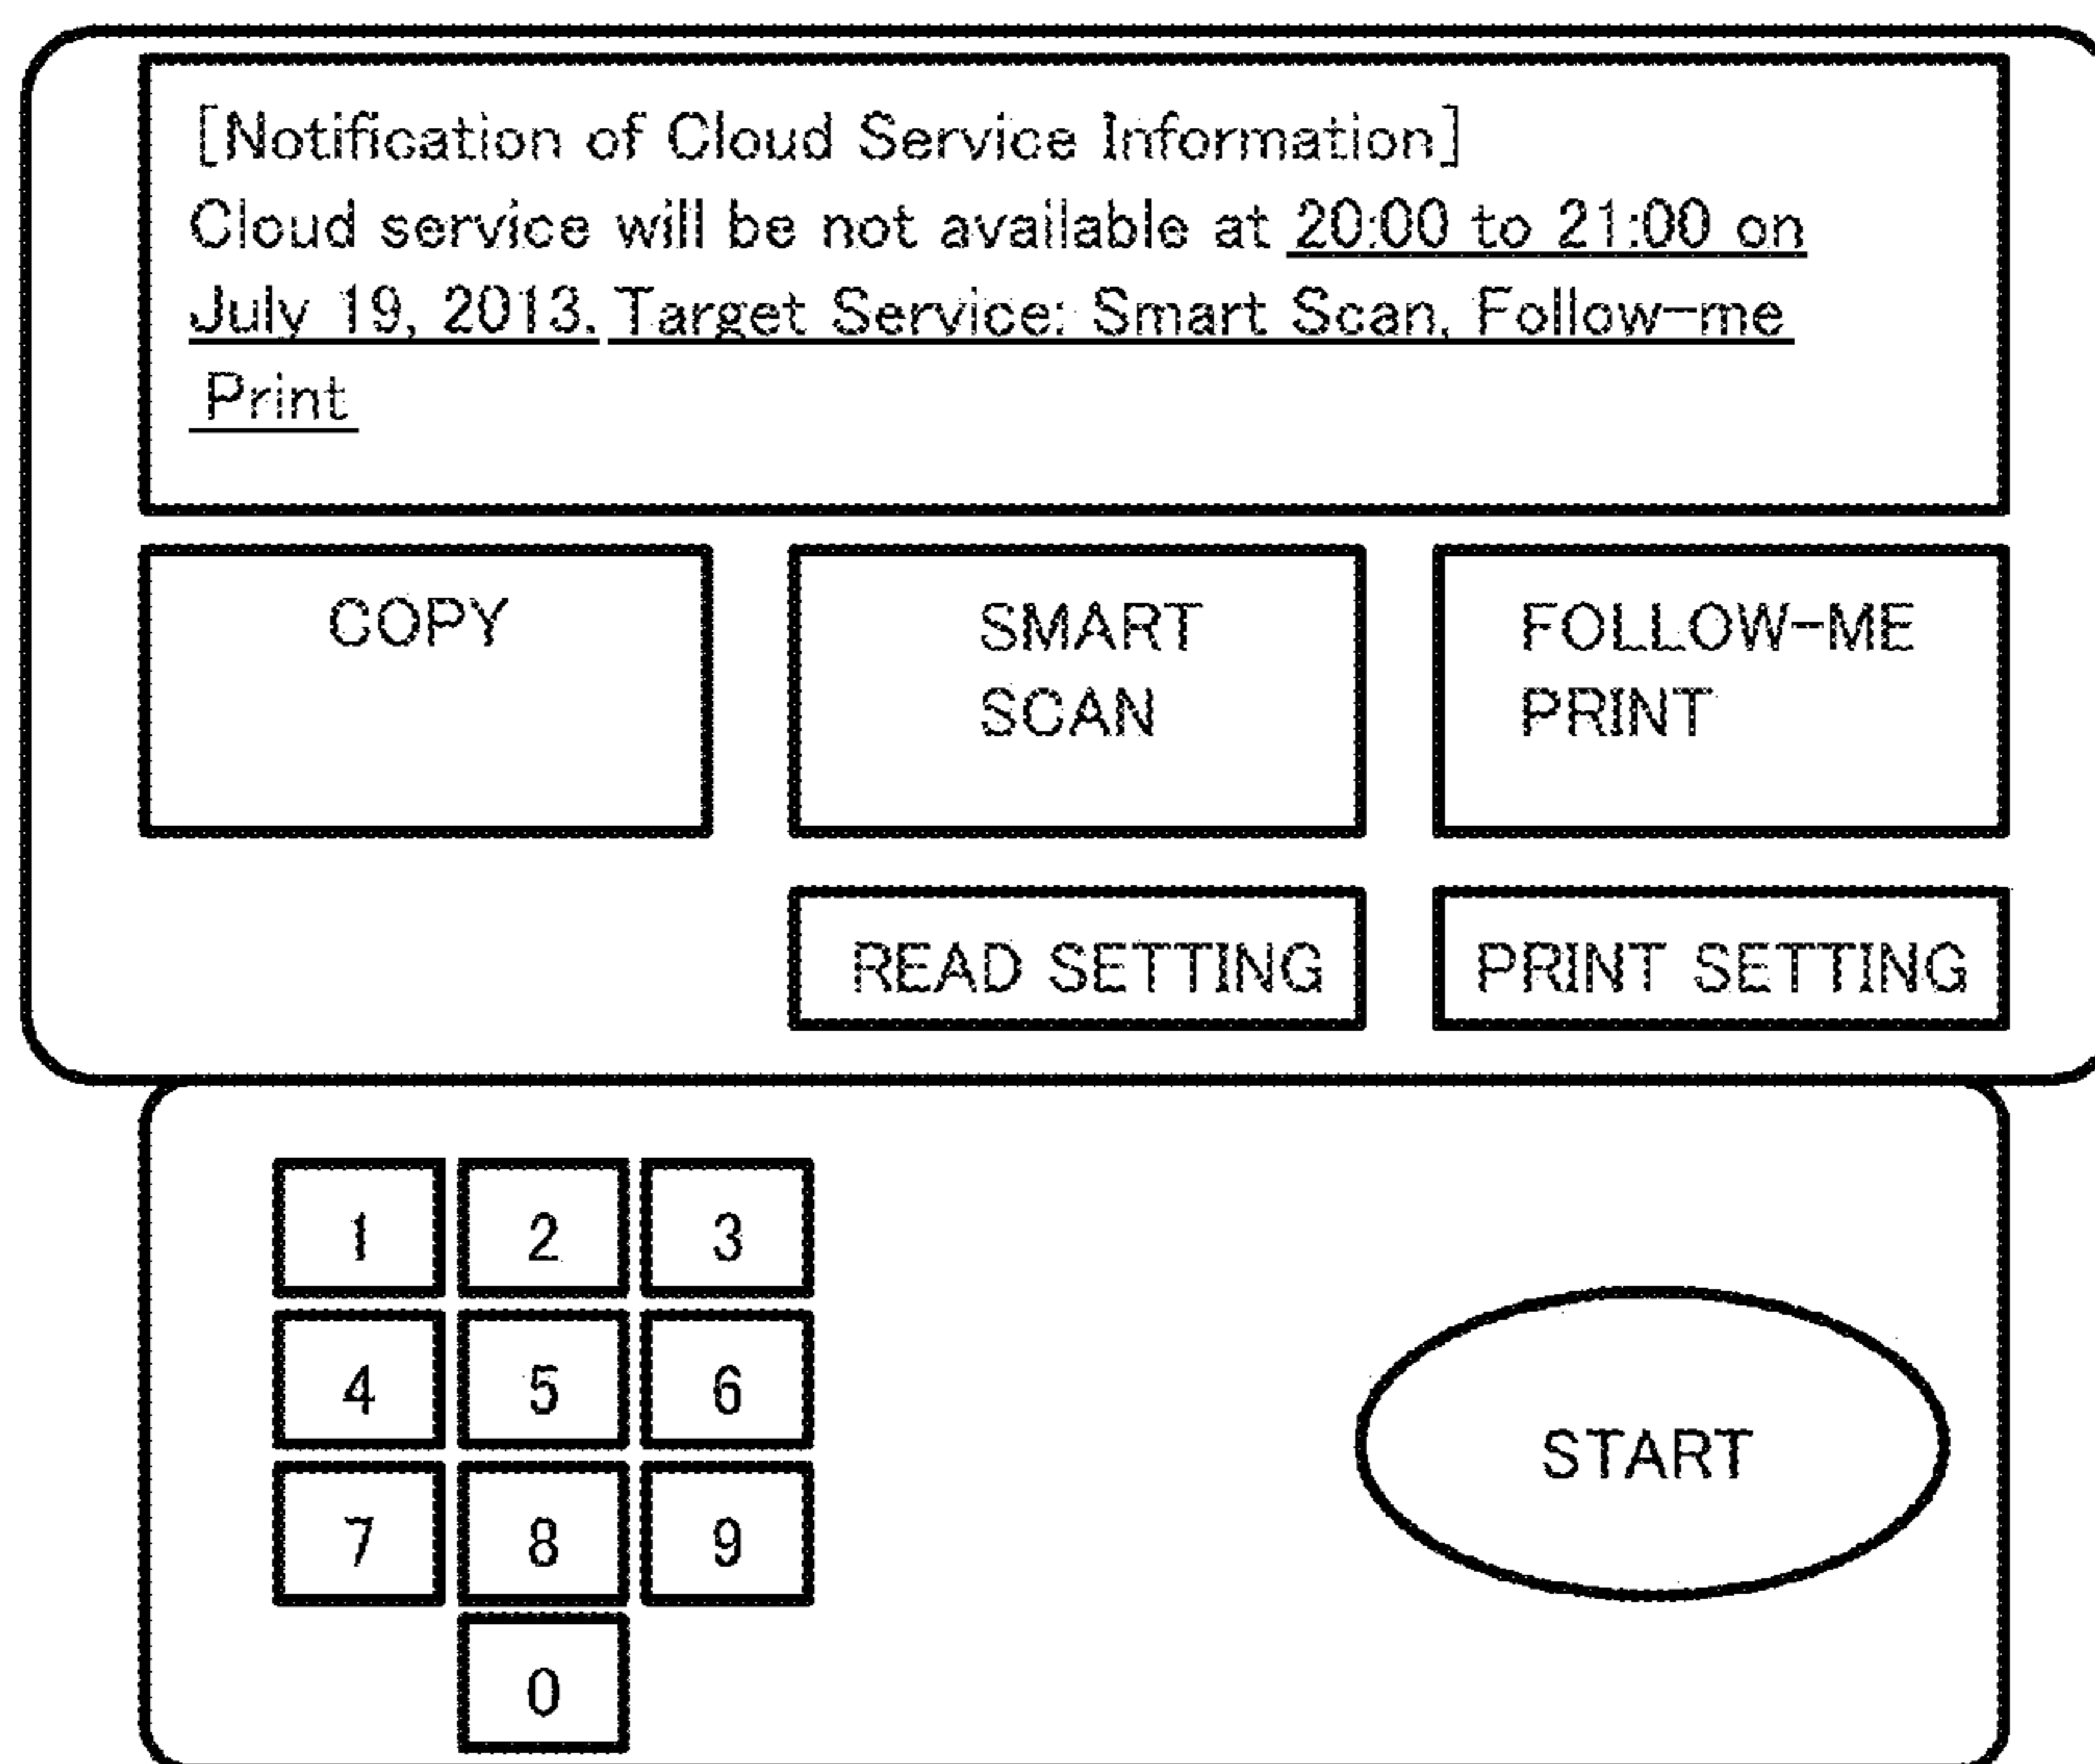 [Notification of Cloud Service Information]
Cloud service will be not available at 20:00 to 21:00 on
July 19, 2013. Target Service: Smart Scan, Follow-me
Print
COPY
SMART
SCAN
FOLLOW-ME
PRINT
READ SETTING
PRINT SETTING
1 2 3
4 5 6
7 8 9
0
START